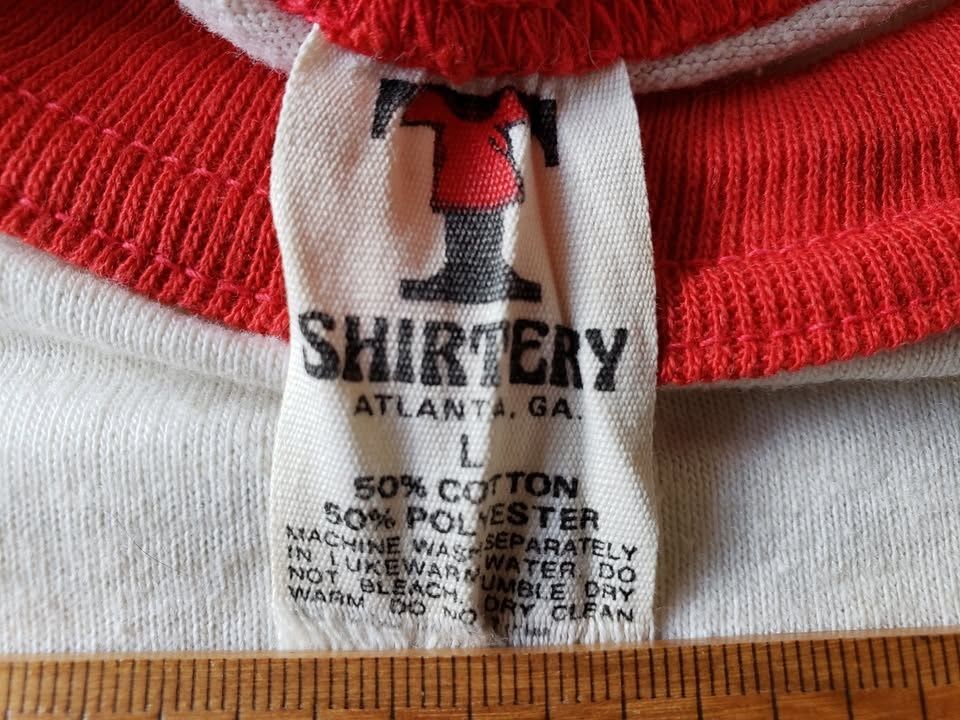 T
SHIRTERY
ATLANTA, GA.
L
50% COTTON
50% POLYESTER
MACHINE WASH SEPARATELY
IN LUKEWARM WATER DO
NOT BLEACH TUMBLE DRY
WARM DO NOT DRY CLEAN